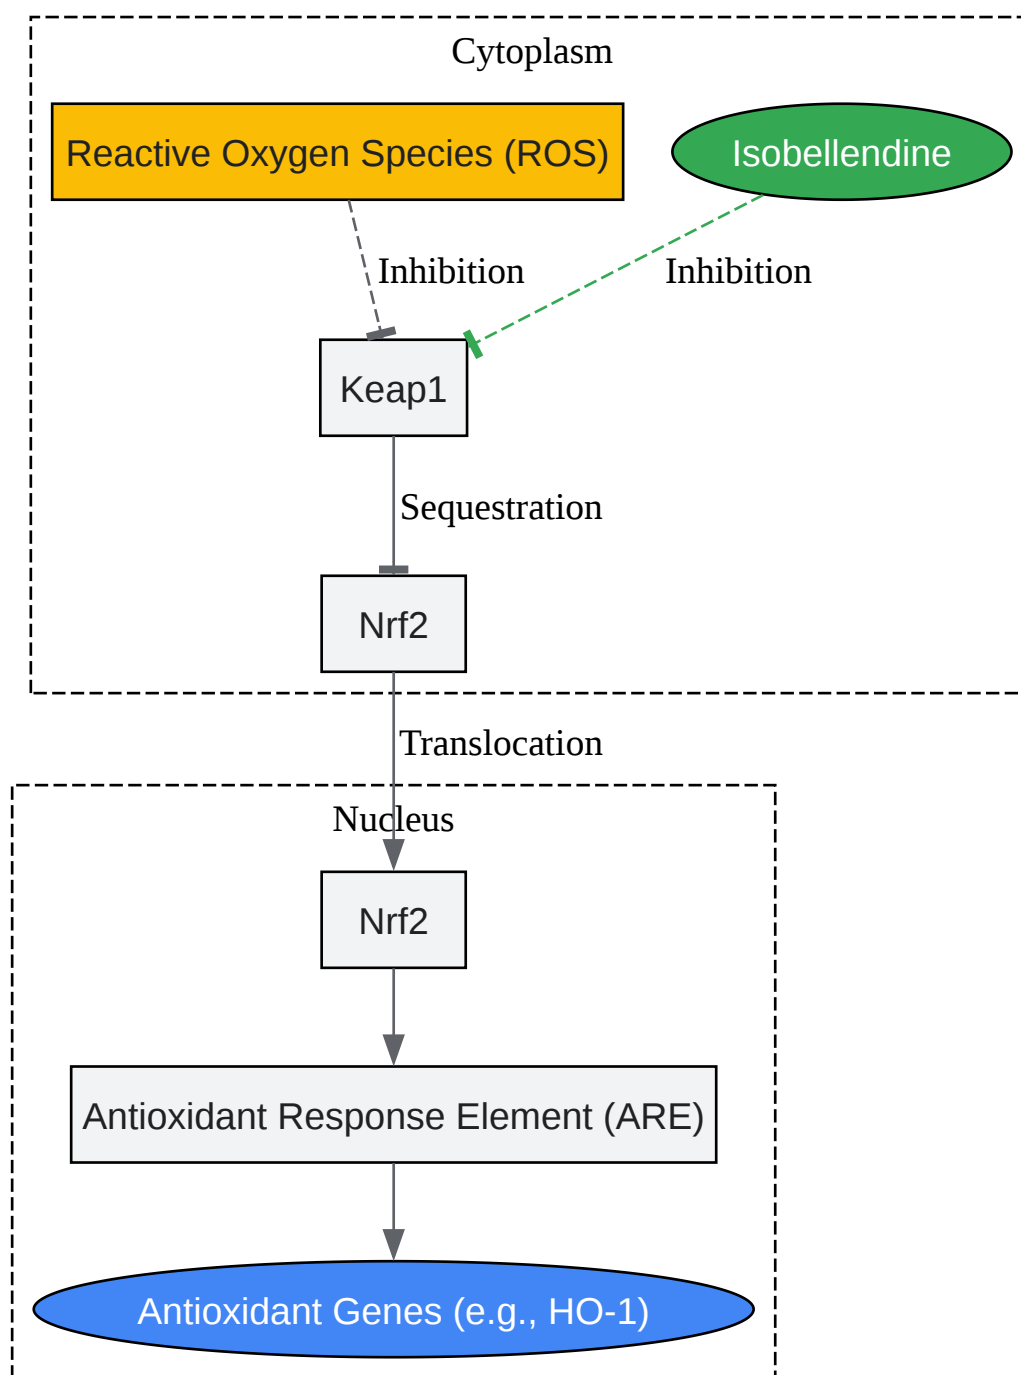 Cytoplasm
Reactive Oxygen Species (ROS)
Isobellendine
Inhibition
Inhibition
Keap1
Sequestration
Nrf2
Translocation
Nucleus
Nrf2
Antioxidant Response Element (ARE)
Antioxidant Genes (e.g., HO-1)